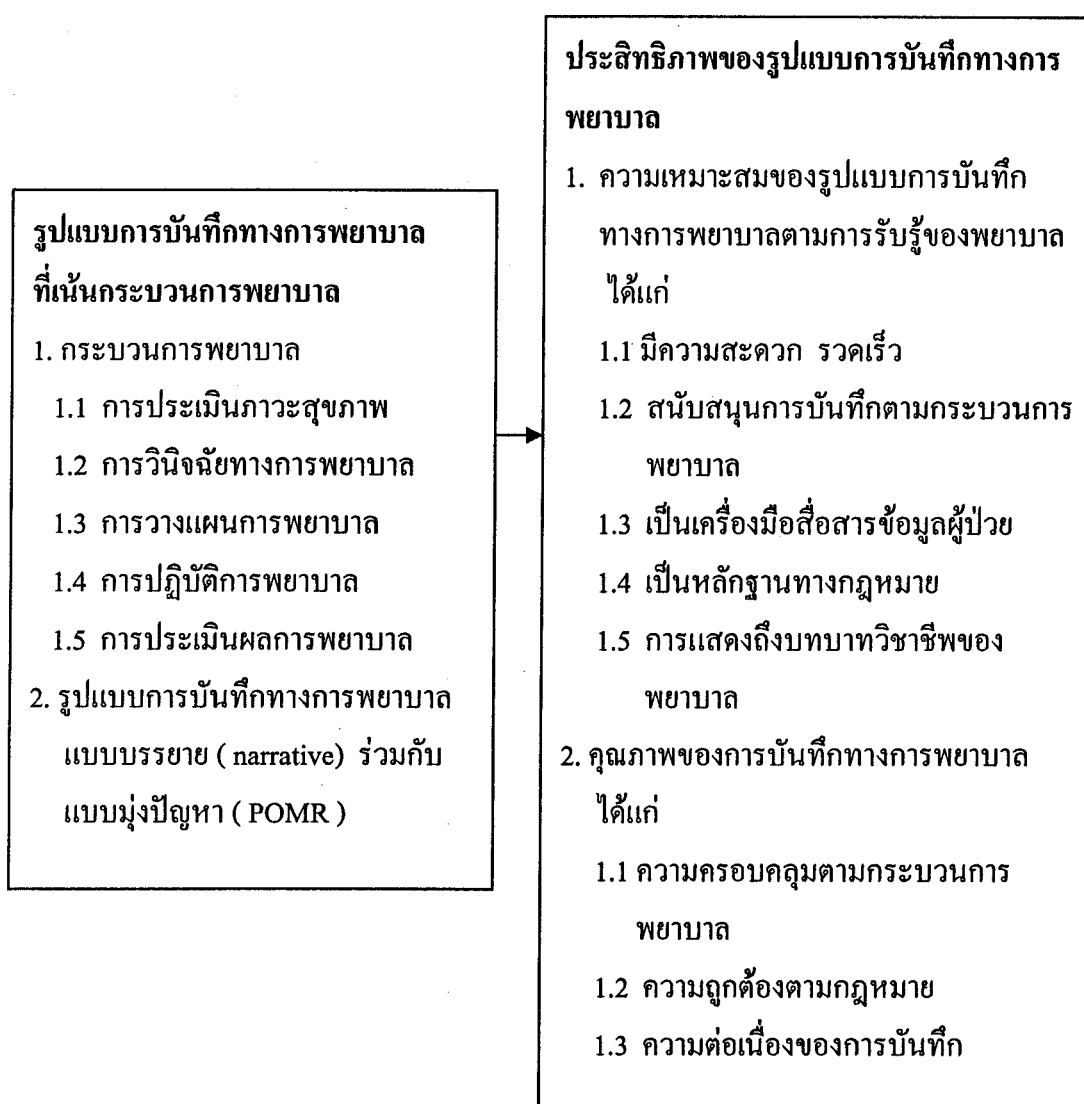 รูปแบบการบันทึกทางการพยาบาล
ที่เน้นกระบวนการพยาบาล
1. กระบวนการพยาบาล
1.1 การประเมินภาวะสุขภาพ
1.2 การวินิจฉัยทางการพยาบาล
1.3 การวางแผนการพยาบาล
1.4 การปฏิบัติการพยาบาล
1.5 การประเมินผลการพยาบาล
2. รูปแบบการบันทึกทางการพยาบาล
แบบบรรยาย ( narrative) ร่วมกับ
แบบมุ่งปัญหา ( POMR )
ประสิทธิภาพของรูปแบบการบันทึกทางการ
พยาบาล
1. ความเหมาะสมของรูปแบบการบันทึก
ทางการพยาบาลตามการรับรู้ของพยาบาล
ได้แก่
1.1 มีความสะดวก รวดเร็ว
1.2 สนับสนุนการบันทึกตามกระบวนการ
พยาบาล
1.3 เป็นเครื่องมือสื่อสารข้อมูลผู้ป่วย
1.4 เป็นหลักฐานทางกฎหมาย
1.5 การแสดงถึงบทบาทวิชาชีพของ
พยาบาล
2. คุณภาพของการบันทึกทางการพยาบาล
ได้แก่
1.1 ความครอบคลุมตามกระบวนการ
พยาบาล
1.2 ความถูกต้องตามกฎหมาย
1.3 ความต่อเนื่องของการบันทึก